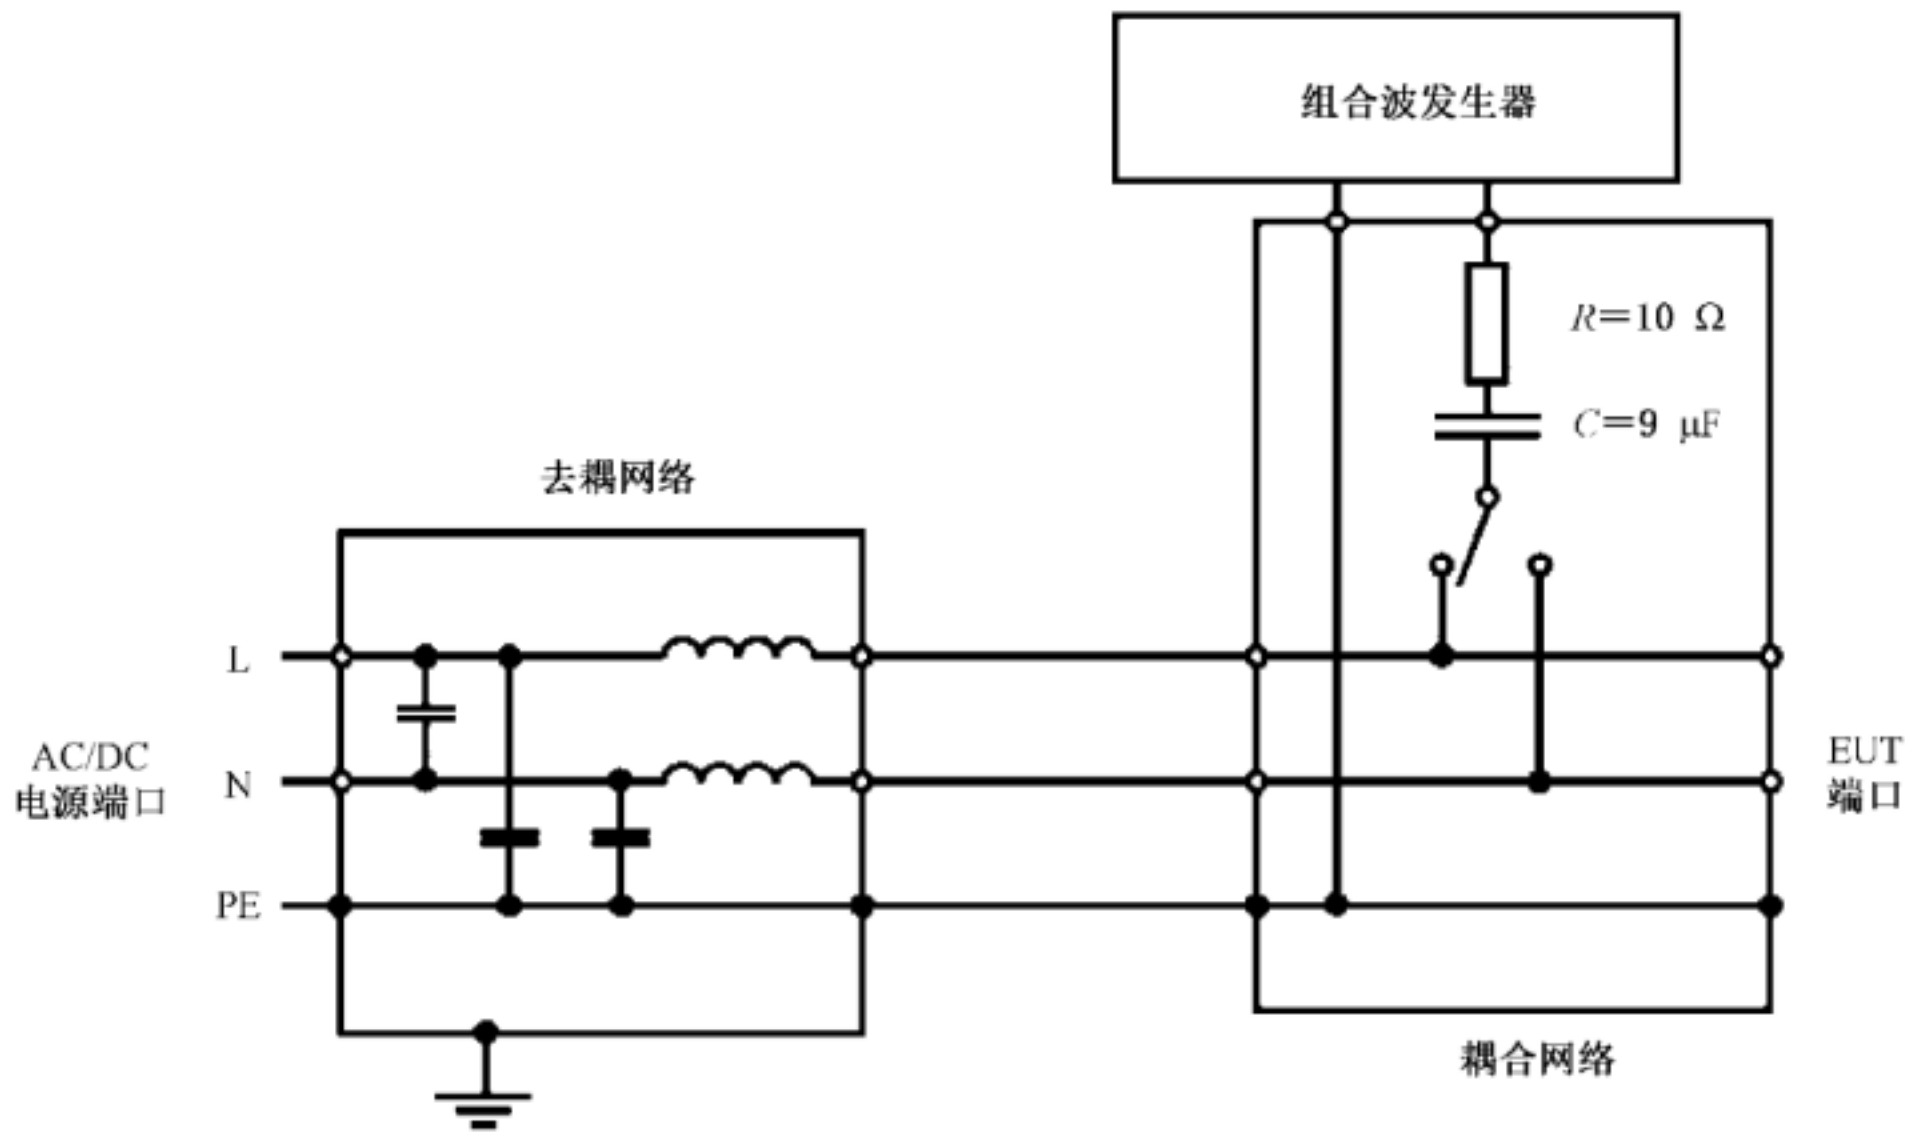 组合波发生器
R=10 Ω
C=9 μF
去耦网络
L
AC/DC
电源端口
N
EUT
端口
PE
耦合网络